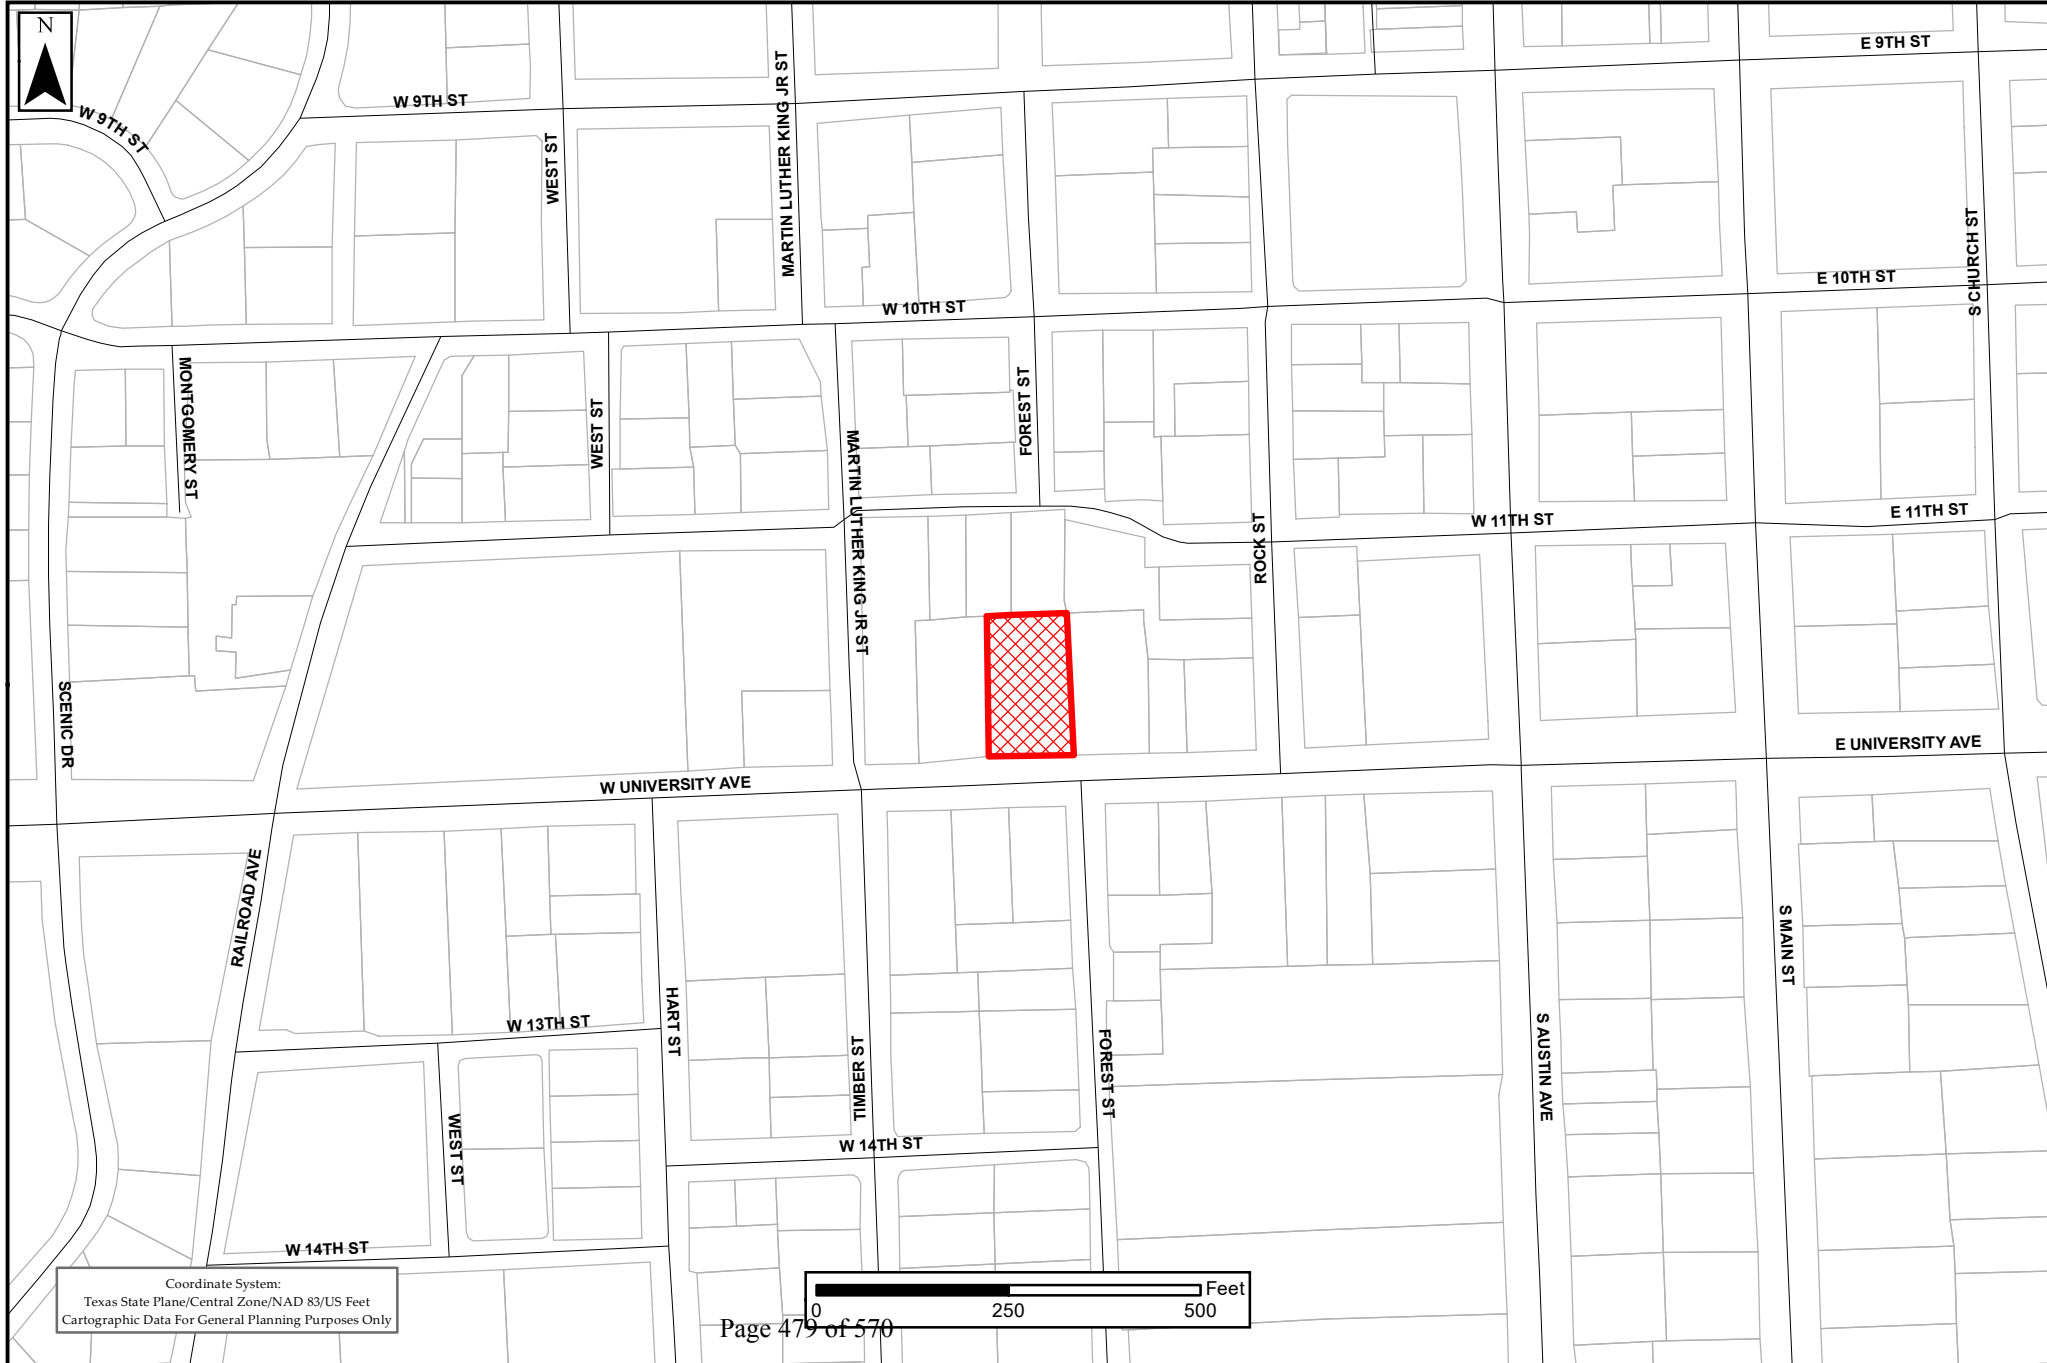 N
E 9TH ST
W 9TH ST
W 9TH ST
MARTIN LUTHER KING JR ST
WEST ST
S CHURCH ST
E 10TH ST
W 10TH ST
MONTGOMERY ST
FOREST ST
WEST ST
MARTIN LUTHER KING JR ST
E 11TH ST
W 11TH ST
ROCK ST
SCENIC DR
E UNIVERSITY AVE
W UNIVERSITY AVE
RAILROAD AVE
S MAIN ST
HART ST
W 13TH ST
S AUSTIN AVE
TIMBER ST
FOREST ST
WEST ST
W 14TH ST
W 14TH ST
Coordinate System:
Texas State Plane/Central Zone/NAD 83/US Feet
Cartographic Data For General Planning Purposes Only
Feet
0 250 500
Page 479 of 570